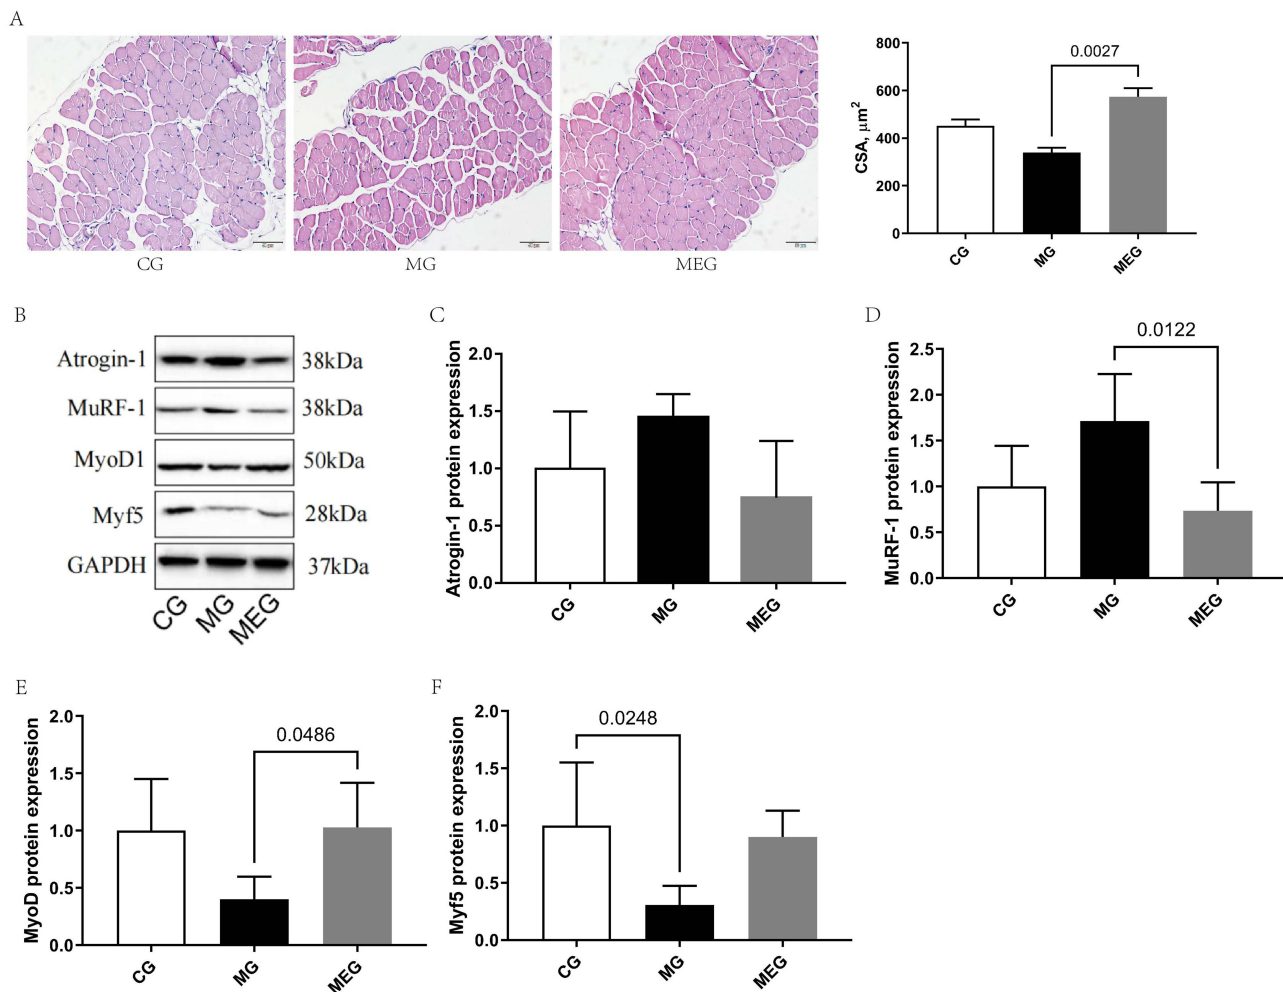 A
CG
MG
MEG
0.0027
CSA, μm²
800
600
400
200
0
CG
MG
MEG
B
Atrogin-1 38kDa
MuRF-1 38kDa
MyoD1 50kDa
Myf5 28kDa
GAPDH 37kDa
CG MG MEG
C
Atrogin-1 protein expression
2.0
1.5
1.0
0.5
0.0
CG
MG
MEG
D
0.0122
MuRF-1 protein expression
2.5
2.0
1.5
1.0
0.5
0.0
CG
MG
MEG
E
0.0486
MyoD protein expression
2.0
1.5
1.0
0.5
0.0
CG
MG
MEG
F
0.0248
Myf5 protein expression
2.0
1.5
1.0
0.5
0.0
CG
MG
MEG